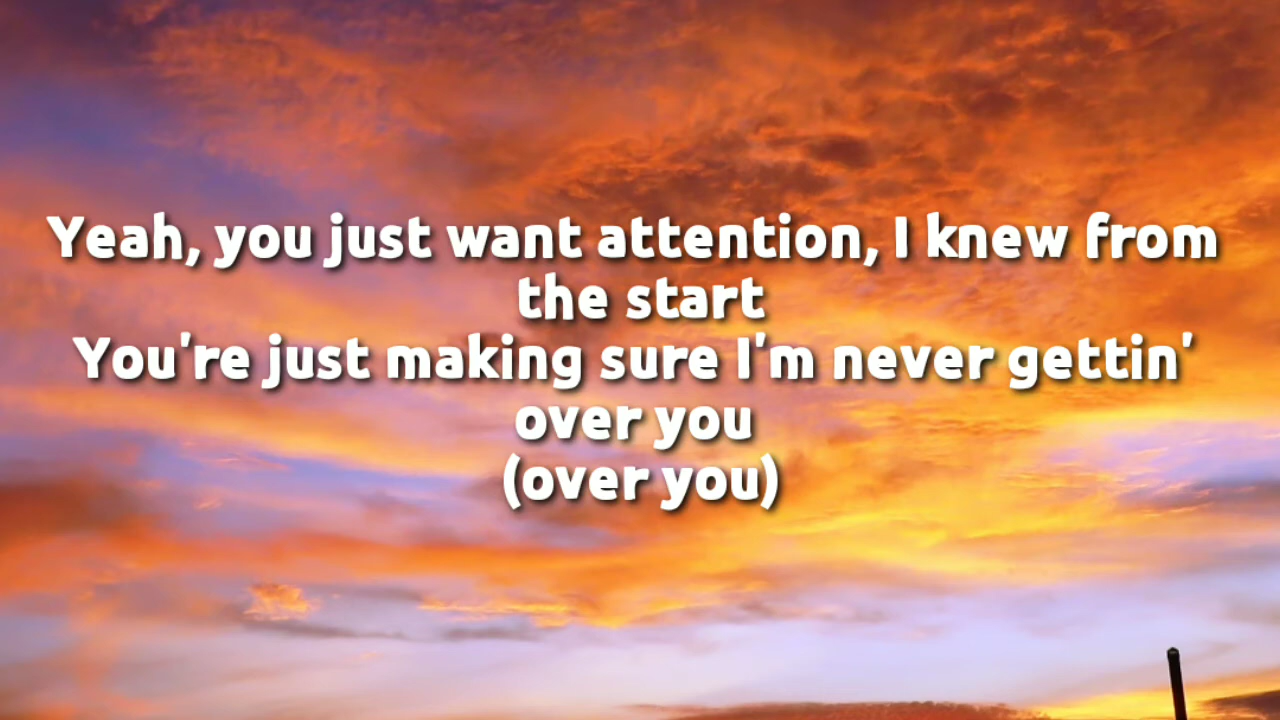 Yeah, you just want attention, I knew from
the start
You're just making sure I'm never gettin'
over you
(over you)